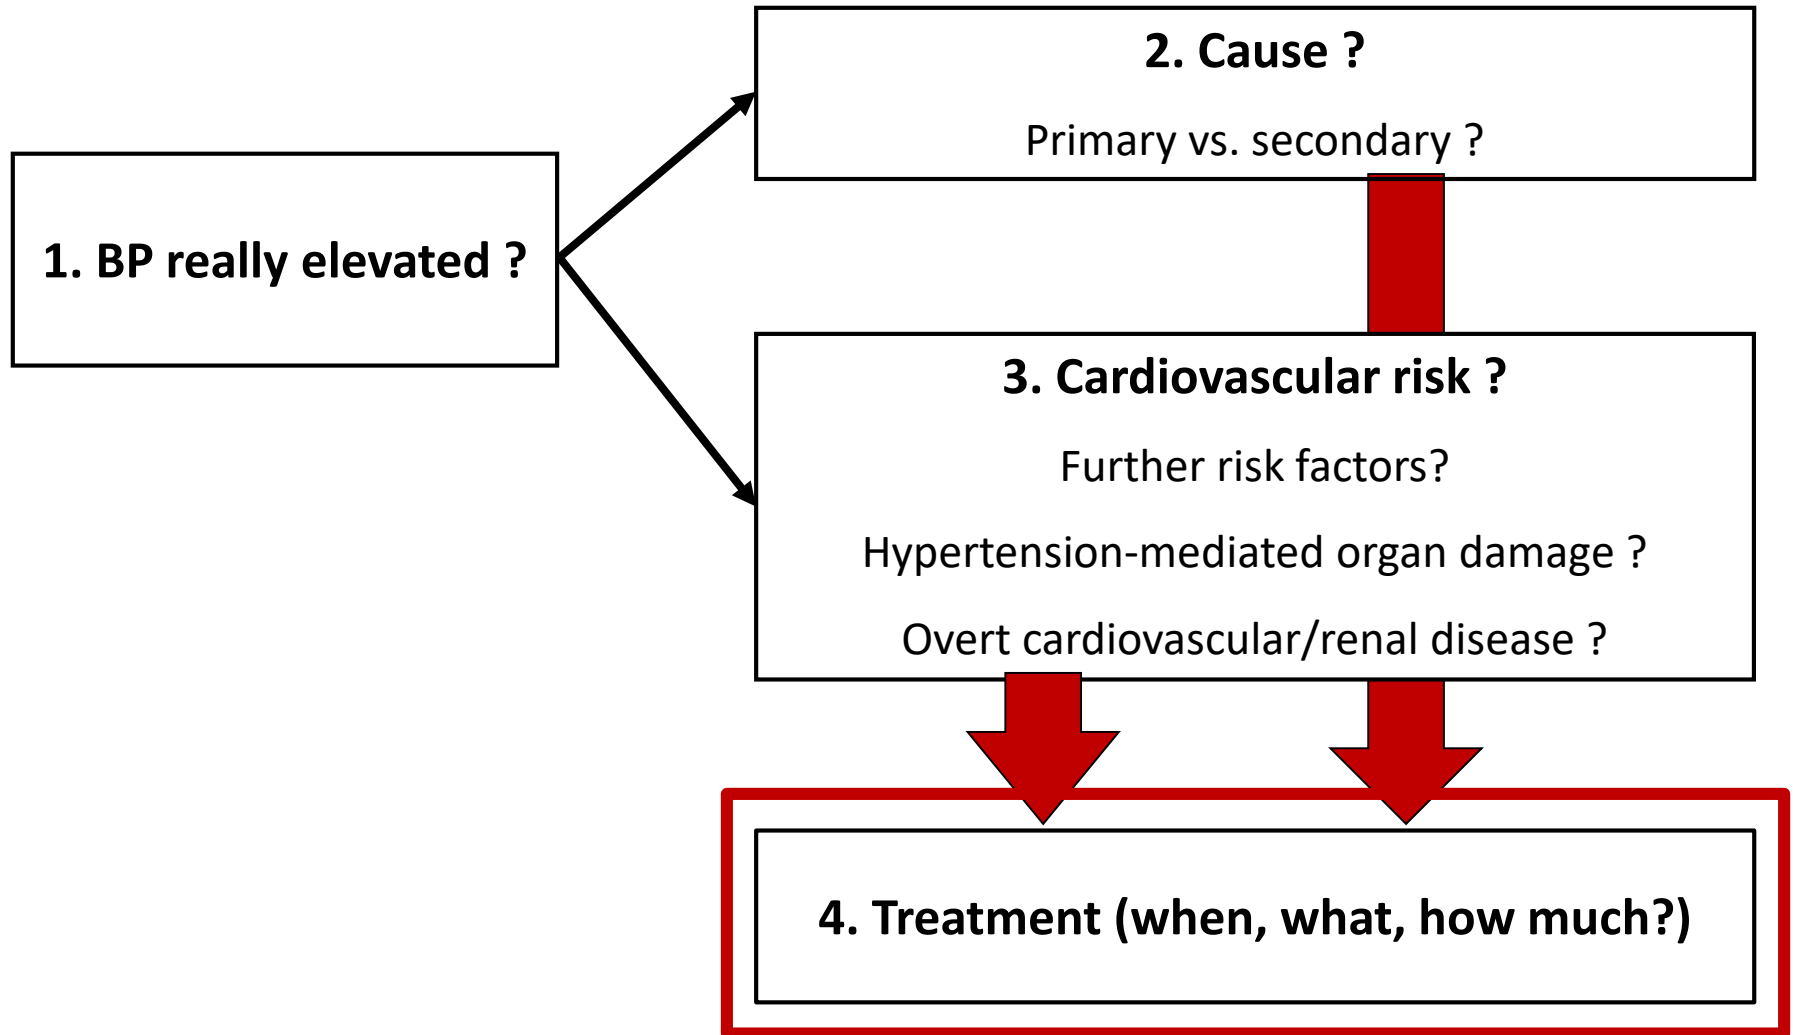 2. Cause ?
Primary vs. secondary ?
1. BP really elevated ?
3. Cardiovascular risk ?
Further risk factors?
Hypertension-mediated organ damage ?
Overt cardiovascular/renal disease ?
4. Treatment (when, what, how much?)